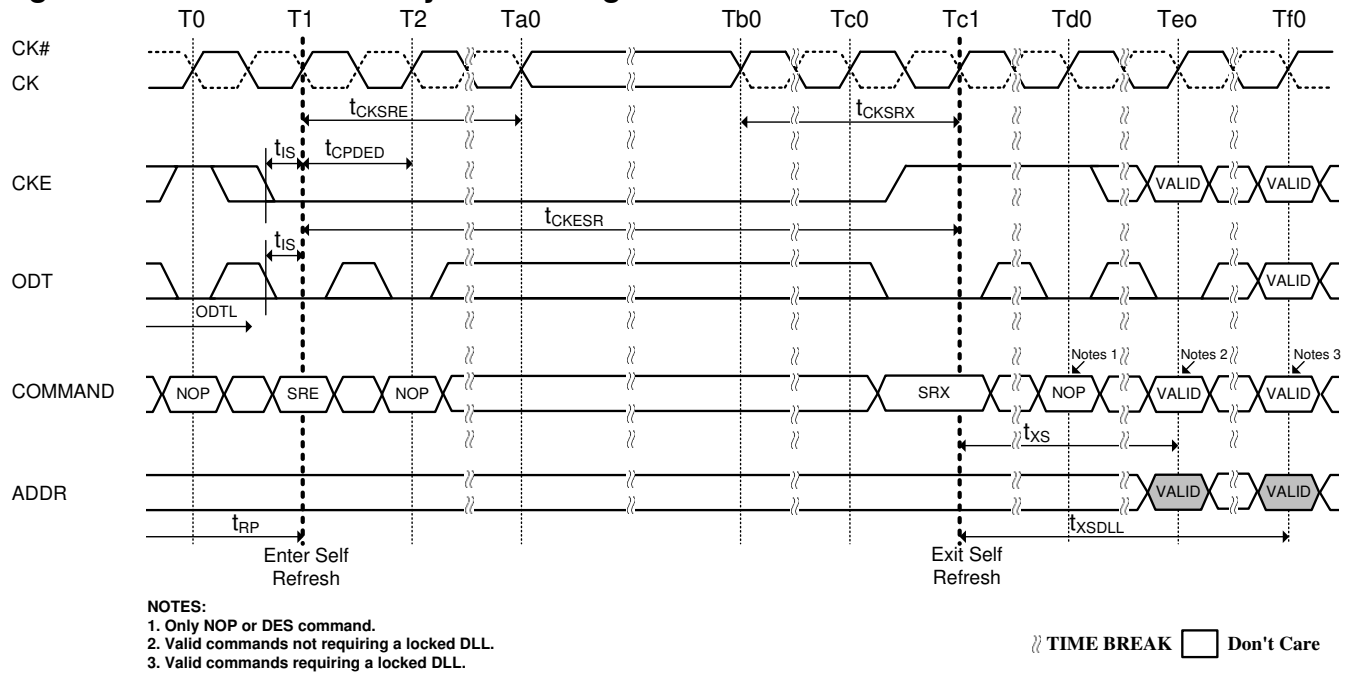 T0 T1 T2 Ta0 Tb0 Tc0 Tc1 Td0 Teo Tf0
CK#
CK
tCKSRE tCKSRX
tIS tCPDED
CKE VALID VALID
tCKESR
tIS
ODT VALID
ODTL
Notes 1 Notes 2 Notes 3
COMMAND NOP SRE NOP SRX NOP VALID VALID
tXS
ADDR VALID VALID
tRP tXSDLL
Enter Self Exit Self
Refresh Refresh
NOTES:
1. Only NOP or DES command.
2. Valid commands not requiring a locked DLL.
3. Valid commands requiring a locked DLL.
TIME BREAK Don't Care